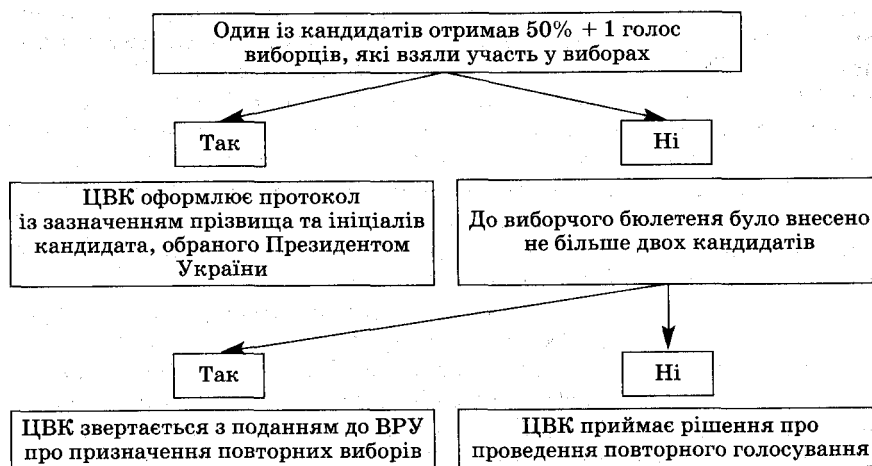 Один із кандидатів отримав 50% + 1 голос
виборців, які взяли участь у виборах
Так
Ні
ЦВК оформлює протокол
із зазначенням прізвища та ініціалів
кандидата, обраного Президентом
України
До виборчого бюлетеня було внесено
не більше двох кандидатів
Так
Ні
ЦВК звертається з поданням до ВРУ
про призначення повторних виборів
ЦВК приймає рішення про
проведення повторного голосування